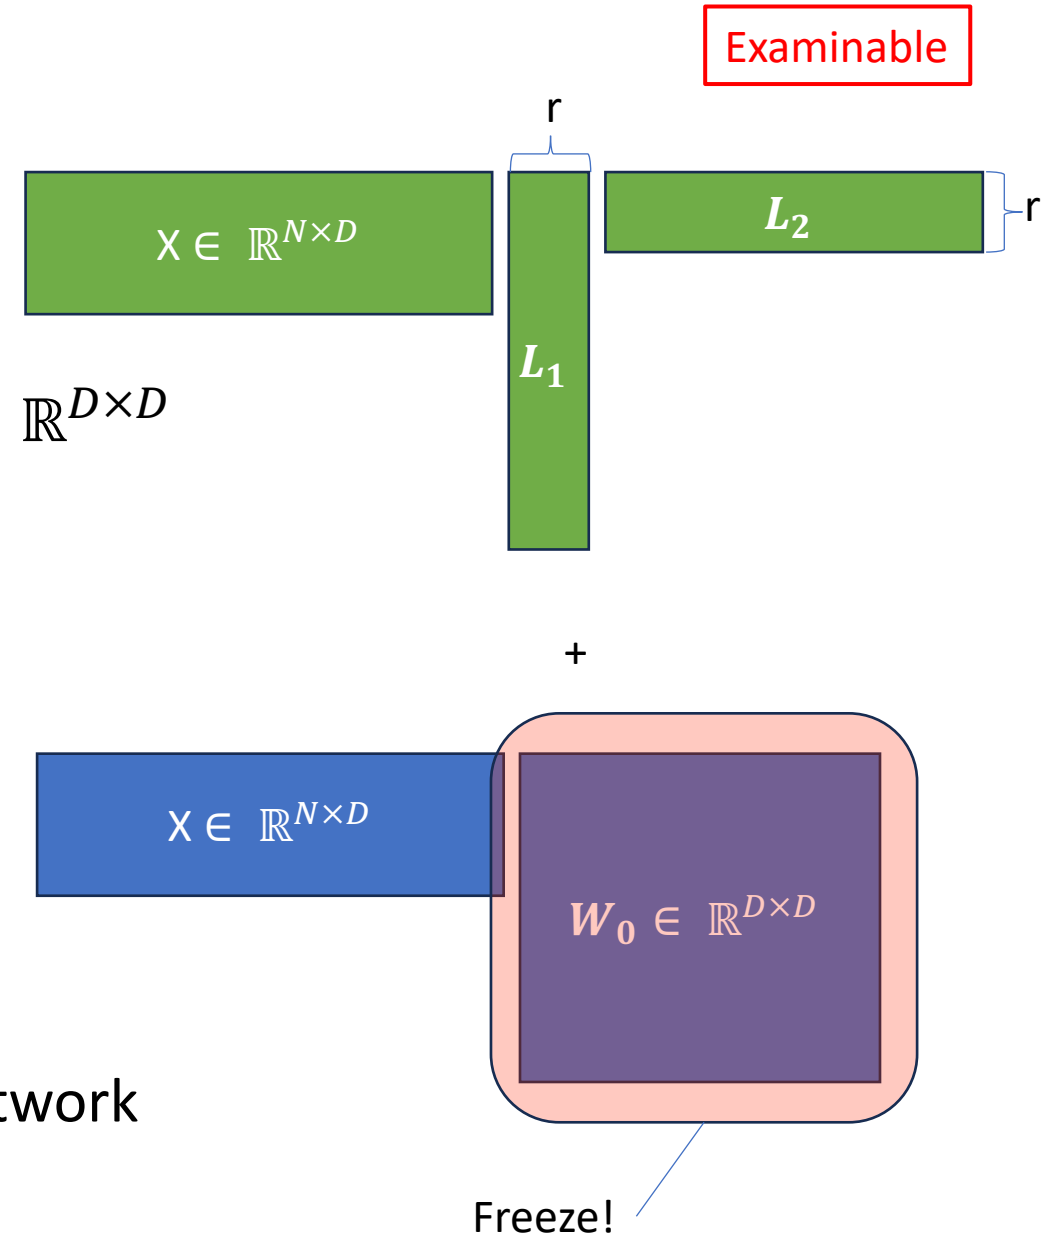 Examinable
r
X ∈ ℝ^{N×D}
L₂
r
L₁
ℝ^{D×D}
+
X ∈ ℝ^{N×D}
W₀ ∈ ℝ^{D×D}
twork
Freeze!